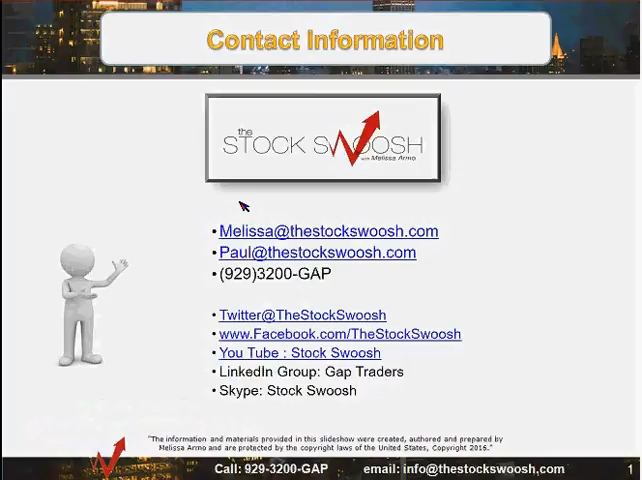 Contact Information
the
STOCK SWOOSH
with Melissa Armo
•Melissa@thestockswoosh.com
•Paul@thestockswoosh.com
•(929)3200-GAP
•Twitter@TheStockSwoosh
•www.Facebook.com/TheStockSwoosh
•You Tube : Stock Swoosh
•LinkedIn Group: Gap Traders
•Skype: Stock Swoosh
"The information and materials provided in this slideshow were created, authored and prepared by
Melissa Armo and are protected by the copyright laws of the United States, Copyright 2016."
Call: 929-3200-GAP email: info@thestockswoosh.com 1